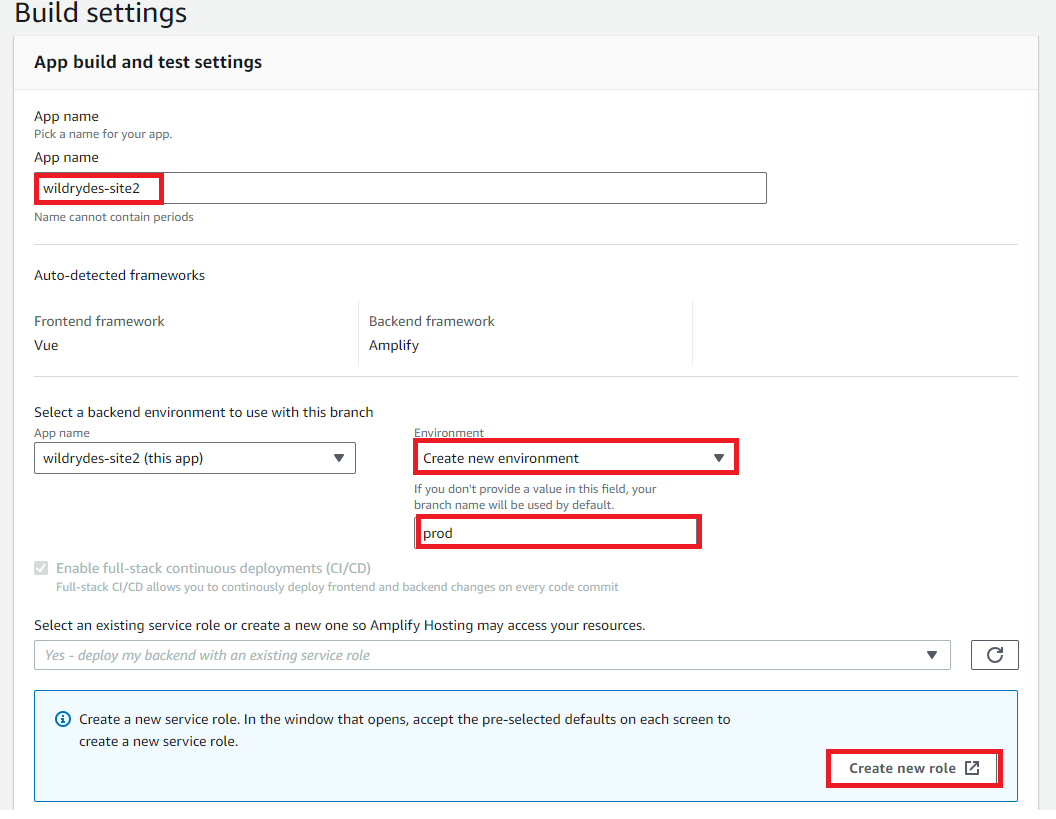 Build settings
App build and test settings
App name
Pick a name for your app.
App name
wildrydes-site2
Name cannot contain periods
Auto-detected frameworks
Frontend framework
Backend framework
Vue
Amplify
Select a backend environment to use with this branch
App name
Environment
wildrydes-site2 (this app)
Create new environment
If you don't provide a value in this field, your
branch name will be used by default.
prod
Enable full-stack continuous deployments (CI/CD)
Full-stack CI/CD allows you to continously deploy frontend and backend changes on every code commit
Select an existing service role or create a new one so Amplify Hosting may access your resources.
Yes - deploy my backend with an existing service role
Create a new service role. In the window that opens, accept the pre-selected defaults on each screen to
create a new service role.
Create new role